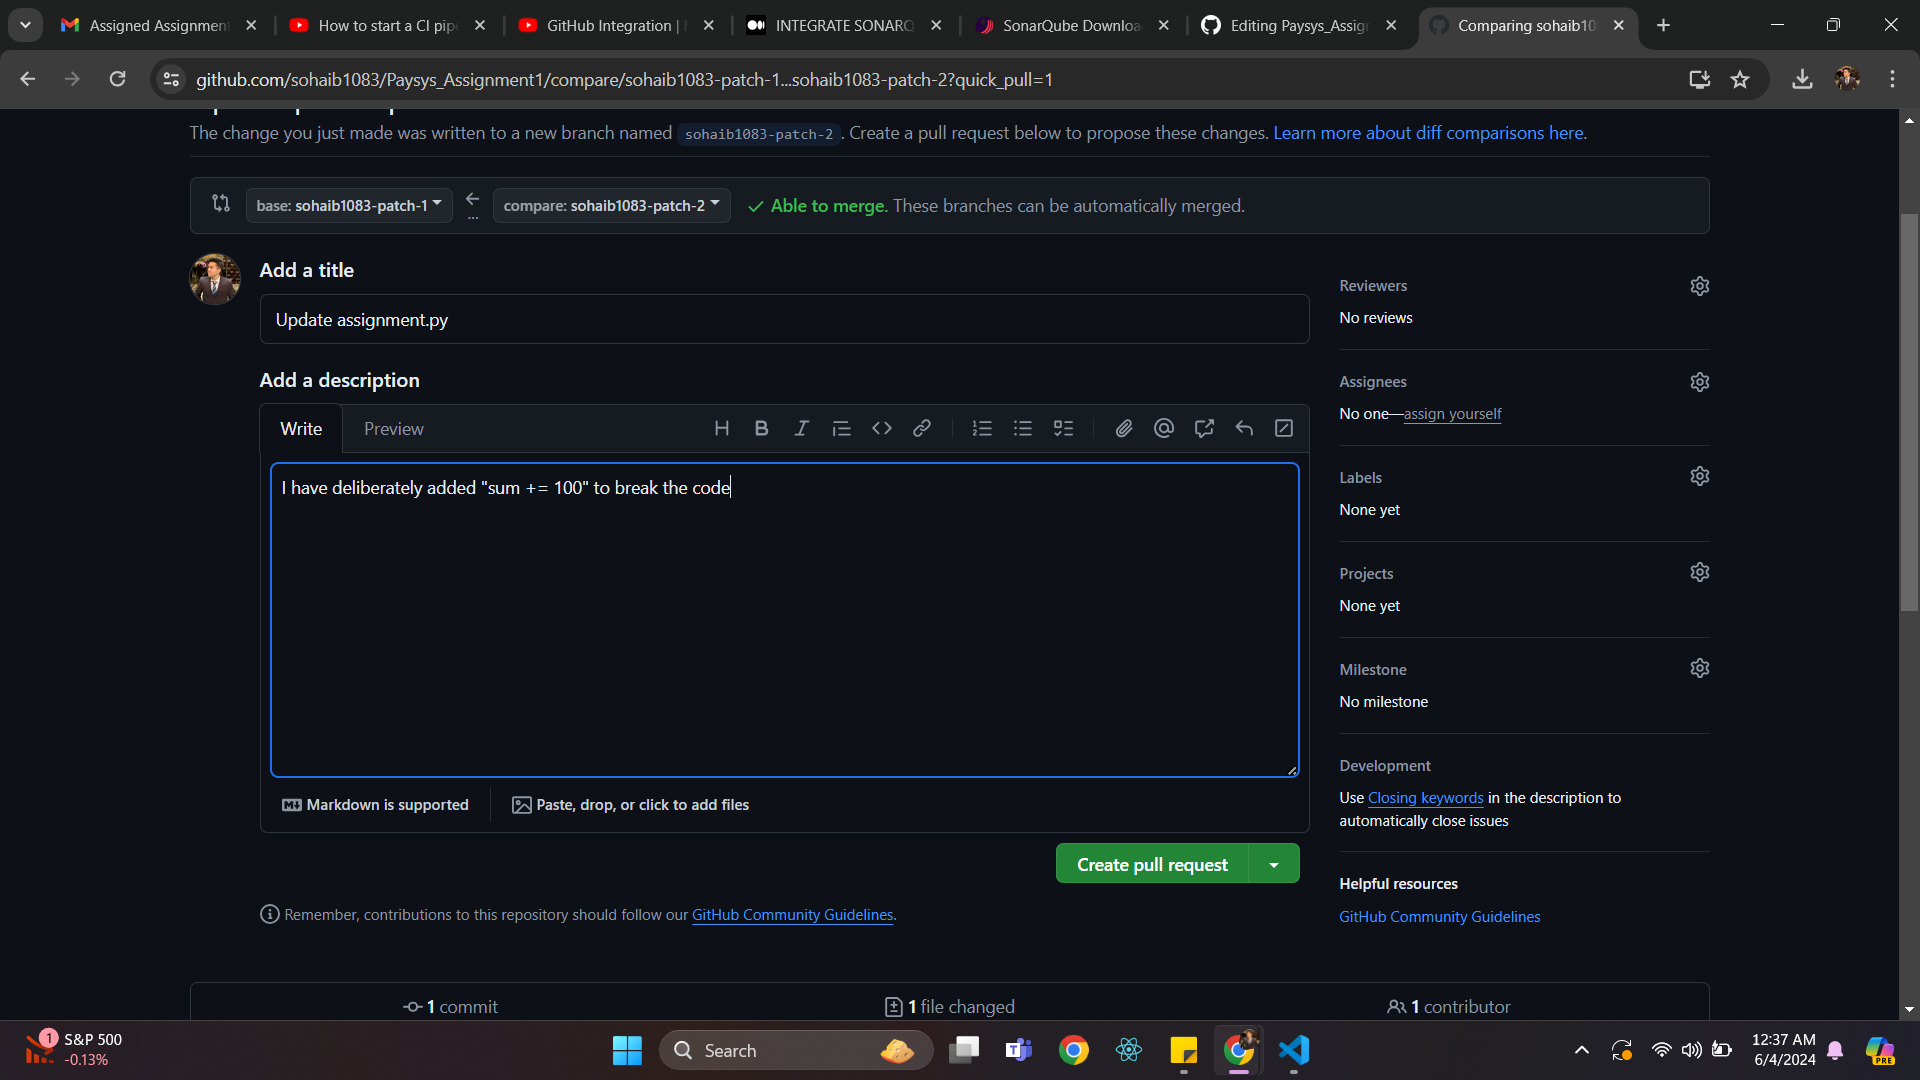 Assigned Assignment
How to start a CI pip
GitHub Integration |
INTEGRATE SONARQ
SonarQube Downloa
Editing Paysys_Assig
Comparing sohaib10
github.com/sohaib1083/Paysys_Assignment1/compare/sohaib1083-patch-1...sohaib1083-patch-2?quick_pull=1
The change you just made was written to a new branch named sohaib1083-patch-2. Create a pull request below to propose these changes. Learn more about diff comparisons here.
base: sohaib1083-patch-1
...
compare: sohaib1083-patch-2
Able to merge. These branches can be automatically merged.
Add a title
Update assignment.py
Add a description
Write
Preview
I have deliberately added "sum += 100" to break the code
Markdown is supported
Paste, drop, or click to add files
Create pull request
Remember, contributions to this repository should follow our GitHub Community Guidelines.
Reviewers
No reviews
Assignees
No one—assign yourself
Labels
None yet
Projects
None yet
Milestone
No milestone
Development
Use Closing keywords in the description to
automatically close issues
Helpful resources
GitHub Community Guidelines
1 commit
1 file changed
1 contributor
1
S&P 500
-0.13%
Search
12:37 AM
6/4/2024
PRE